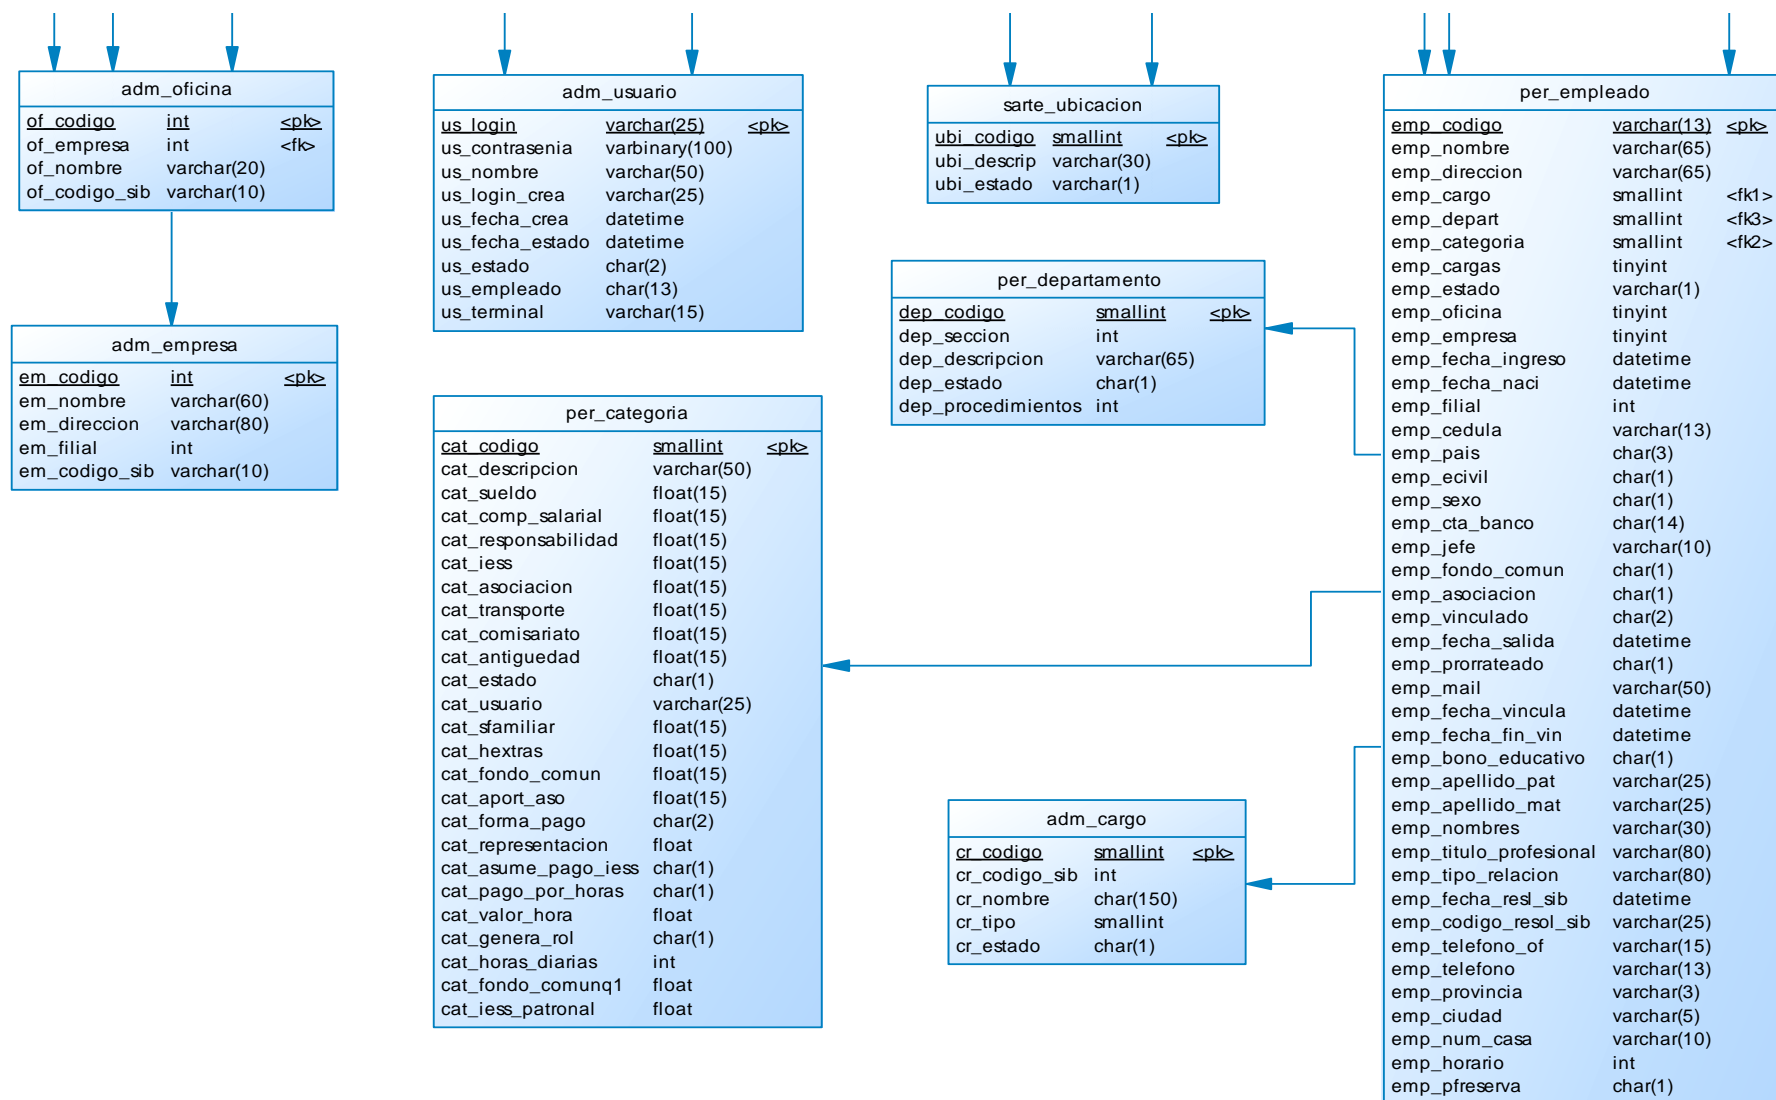 adm_oficina
of_codigo int <pk>
of_empresa int <fk>
of_nombre varchar(20)
of_codigo_sib varchar(10)
adm_empresa
em_codigo int <pk>
em_nombre varchar(60)
em_direccion varchar(80)
em_filial int
em_codigo_sib varchar(10)
adm_usuario
us_login varchar(25) <pk>
us_contrasenia varbinary(100)
us_nombre varchar(50)
us_login_crea varchar(25)
us_fecha_crea datetime
us_fecha_estado datetime
us_estado char(2)
us_empleado char(13)
us_terminal varchar(15)
per_categoria
cat_codigo smallint <pk>
cat_descripcion varchar(50)
cat_sueldo float(15)
cat_comp_salarial float(15)
cat_responsabilidad float(15)
cat_iess float(15)
cat_asociacion float(15)
cat_transporte float(15)
cat_comisariato float(15)
cat_antiguedad float(15)
cat_estado char(1)
cat_usuario varchar(25)
cat_sfamiliar float(15)
cat_hextras float(15)
cat_fondo_comun float(15)
cat_aport_aso float(15)
cat_forma_pago char(2)
cat_representacion float
cat_asume_pago_iess char(1)
cat_pago_por_horas char(1)
cat_valor_hora float
cat_genera_rol char(1)
cat_horas_diarias int
cat_fondo_comunq1 float
cat_iess_patronal float
sarte_ubicacion
ubi_codigo smallint <pk>
ubi_descrip varchar(30)
ubi_estado varchar(1)
per_departamento
dep_codigo smallint <pk>
dep_seccion int
dep_descripcion varchar(65)
dep_estado char(1)
dep_procedimientos int
adm_cargo
cr_codigo smallint <pk>
cr_codigo_sib int
cr_nombre char(150)
cr_tipo smallint
cr_estado char(1)
per_empleado
emp_codigo varchar(13) <pk>
emp_nombre varchar(65)
emp_direccion varchar(65)
emp_cargo smallint <fk1>
emp_depart smallint <fk3>
emp_categoria smallint <fk2>
emp_cargas tinyint
emp_estado varchar(1)
emp_oficina tinyint
emp_empresa tinyint
emp_fecha_ingreso datetime
emp_fecha_naci datetime
emp_filial int
emp_cedula varchar(13)
emp_pais char(3)
emp_ecivil char(1)
emp_sexo char(1)
emp_cta_banco char(14)
emp_jefe varchar(10)
emp_fondo_comun char(1)
emp_asociacion char(1)
emp_vinculado char(2)
emp_fecha_salida datetime
emp_prorrateado char(1)
emp_mail varchar(50)
emp_fecha_vincula datetime
emp_fecha_fin_vin datetime
emp_bono_educativo char(1)
emp_apellido_pat varchar(25)
emp_apellido_mat varchar(25)
emp_nombres varchar(30)
emp_titulo_profesional varchar(80)
emp_tipo_relacion varchar(80)
emp_fecha_resl_sib datetime
emp_codigo_resol_sib varchar(25)
emp_telefono_of varchar(15)
emp_telefono varchar(13)
emp_provincia varchar(3)
emp_ciudad varchar(5)
emp_num_casa varchar(10)
emp_horario int
emp_pfreserva char(1)